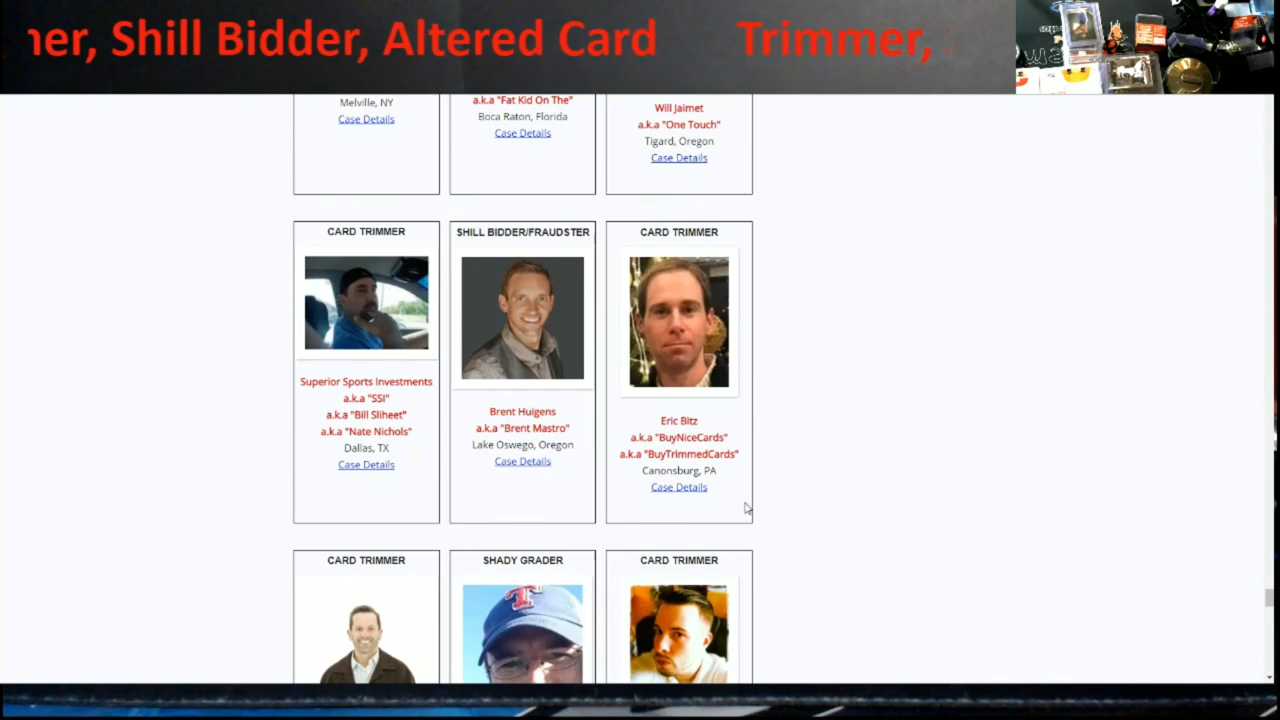 ner, Shill Bidder, Altered Card Trimmer,
Melville, NY
Case Details
a.k.a "Fat Kid On The"
Boca Raton, Florida
Case Details
Will Jaimet
a.k.a "One Touch"
Tigard, Oregon
Case Details
CARD TRIMMER
Superior Sports Investments
a.k.a "SSI"
a.k.a "Bill Sliheet"
a.k.a "Nate Nichols"
Dallas, TX
Case Details
SHILL BIDDER/FRAUDSTER
Brent Huigens
a.k.a "Brent Mastro"
Lake Oswego, Oregon
Case Details
CARD TRIMMER
Eric Bitz
a.k.a "BuyNiceCards"
a.k.a "BuyTrimmedCards"
Canonsburg, PA
Case Details
CARD TRIMMER
SHADY GRADER
T
CARD TRIMMER